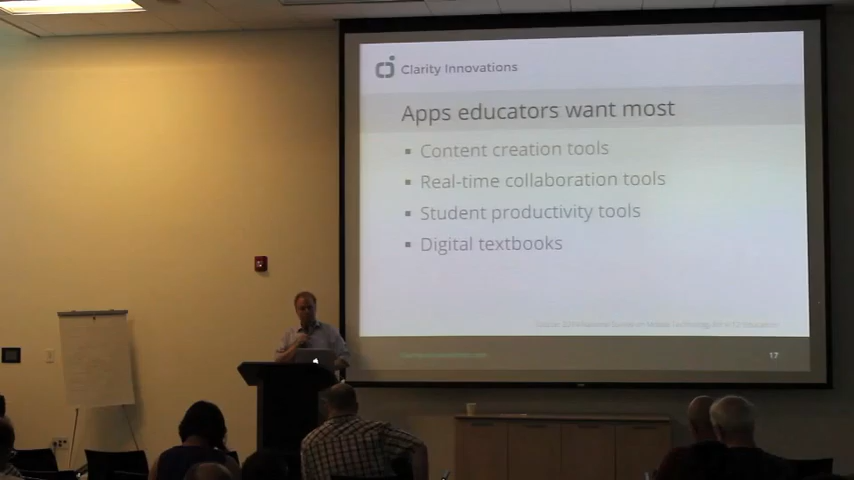 Clarity Innovations
Apps educators want most
▪ Content creation tools
▪ Real-time collaboration tools
▪ Student productivity tools
▪ Digital textbooks
17